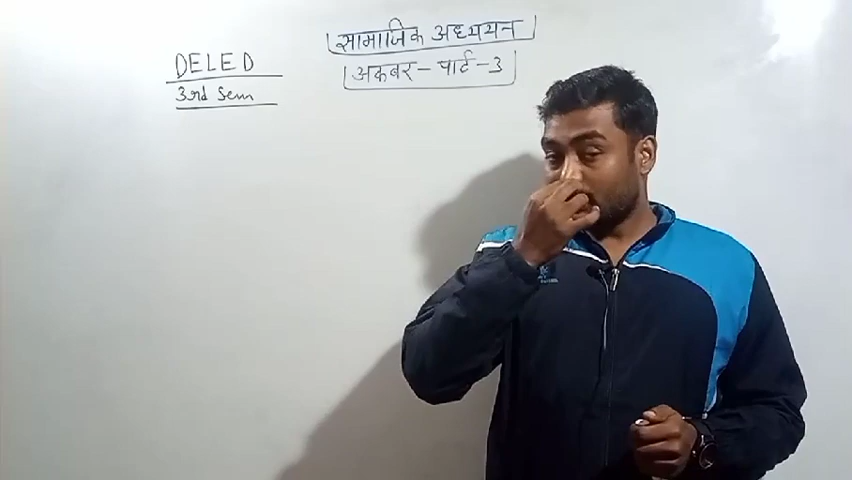 सामाजिक अध्ययन
DELED
अकबर - पार्ट - 3
3rd Sem